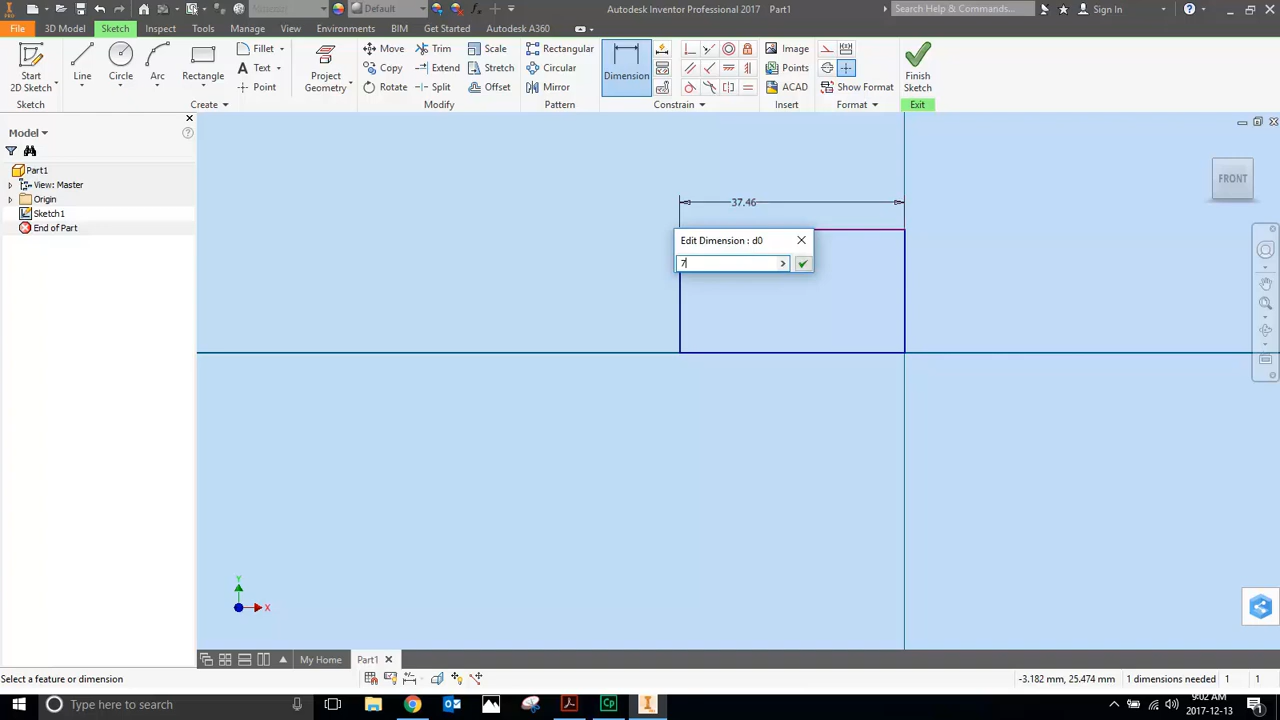 PRO
Material
Default
Autodesk Inventor Professional 2017 Part1
Search Help & Commands...
Sign In
File 3D Model Sketch Inspect Tools Manage View Environments BIM Get Started Autodesk A360
Start 2D Sketch
Line
Circle
Arc
Rectangle
Fillet
Text
Point
Project Geometry
Move
Copy
Rotate
Trim
Extend
Split
Scale
Stretch
Offset
Rectangular
Circular
Mirror
Dimension
Image
Points
ACAD
Show Format
Finish Sketch
Sketch
Create
Modify
Pattern
Constrain
Insert
Format
Exit
Model
Part1
View: Master
Origin
Sketch1
End of Part
37.46
Edit Dimension : d0
7
FRONT
Y
X
My Home
Part1
Select a feature or dimension
-3.182 mm, 25.474 mm
1 dimensions needed
1
1
Type here to search
9:02 AM
2017-12-13